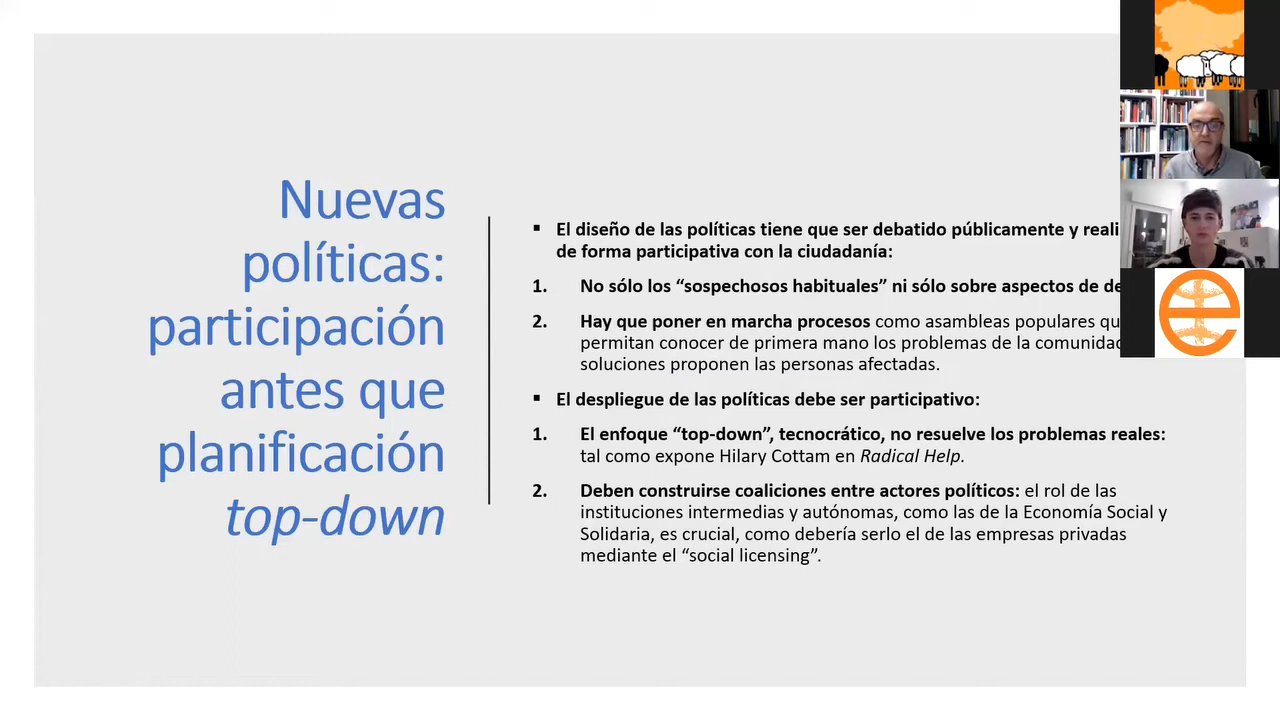 Nuevas
políticas:
participación
antes que
planificación
top-down
▪ El diseño de las políticas tiene que ser debatido públicamente y
de forma participativa con la ciudadanía:
1. No sólo los “sospechosos habituales” ni sólo sobre aspectos de
2. Hay que poner en marcha procesos como asambleas populares
permitan conocer de primera mano los problemas de la comunidad
soluciones proponen las personas afectadas.
▪ El despliegue de las políticas debe ser participativo:
1. El enfoque “top-down”, tecnocrático, no resuelve los problemas reales:
tal como expone Hilary Cottam en Radical Help.
2. Deben construirse coaliciones entre actores políticos: el rol de las
instituciones intermedias y autónomas, como las de la Economía Social y
Solidaria, es crucial, como debería serlo el de las empresas privadas
mediante el “social licensing”.
e